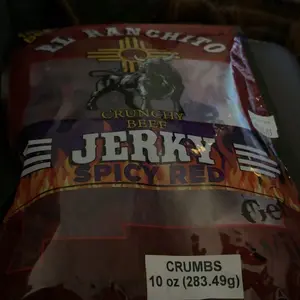 EL RANCHITO
CRUNCHY
BEEF
JERKY
SPICY RED
CRUMBS
10 oz (283.49g)